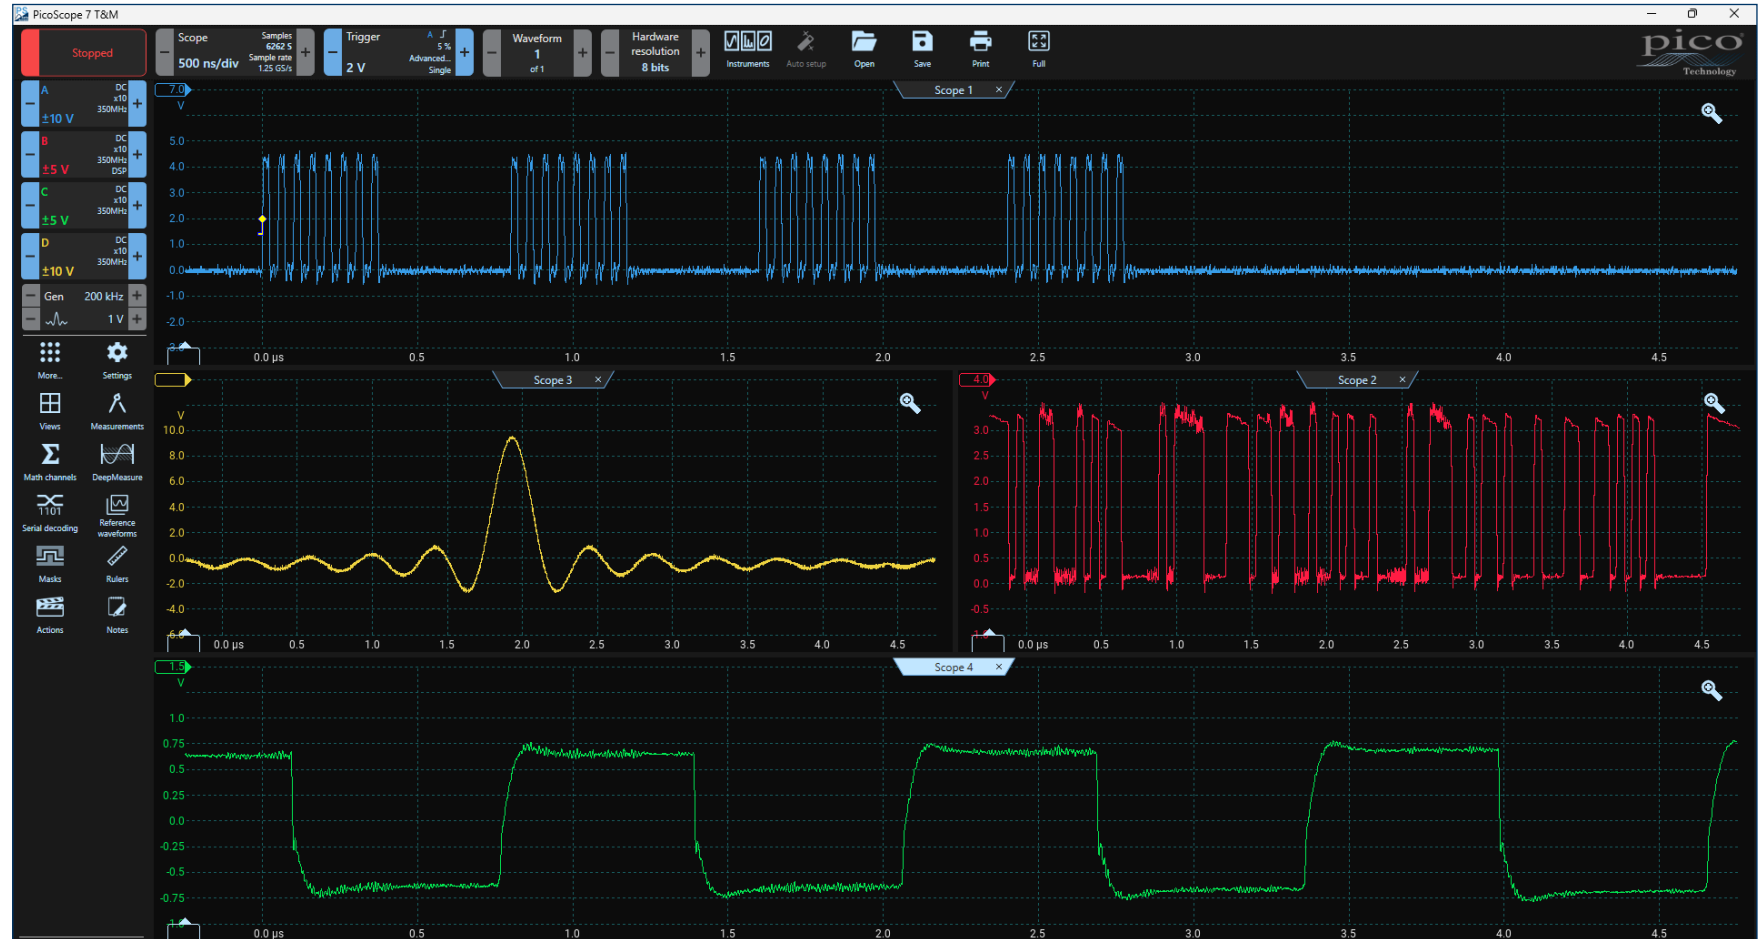 PicoScope 7 T&M
Stopped
Scope
500 ns/div
Samples
6262 S
Sample rate
1.25 GS/s
Trigger
2 V
A
5 %
Advanced...
Single
Waveform
1
of 1
Hardware
resolution
8 bits
Instruments
Auto setup
Open
Save
Print
Full
pico
Technology
A
DC
x10
350MHz
±10 V
B
DC
x10
350MHz
DSP
±5 V
C
DC
x10
350MHz
±5 V
D
DC
x10
350MHz
±10 V
Gen 200 kHz
1 V
More...
Settings
Views
Measurements
Math channels
DeepMeasure
1101
Serial decoding
Reference
waveforms
Masks
Rulers
Actions
Notes
Scope 1
7.0
V
5.0
4.0
3.0
2.0
1.0
0.0
-1.0
-2.0
-3.0
0.0 µs 0.5 1.0 1.5 2.0 2.5 3.0 3.5 4.0 4.5
Scope 3
V
10.0
8.0
6.0
4.0
2.0
0.0
-2.0
-4.0
-6.0
0.0 µs 0.5 1.0 1.5 2.0 2.5 3.0 3.5 4.0 4.5
Scope 2
4.0
V
3.0
2.5
2.0
1.5
1.0
0.5
0.0
-0.5
-1.0
0.0 µs 0.5 1.0 1.5 2.0 2.5 3.0 3.5 4.0 4.5
Scope 4
1.5
V
1.0
0.75
0.5
0.25
0.0
-0.25
-0.5
-0.75
-1.0
0.0 µs 0.5 1.0 1.5 2.0 2.5 3.0 3.5 4.0 4.5